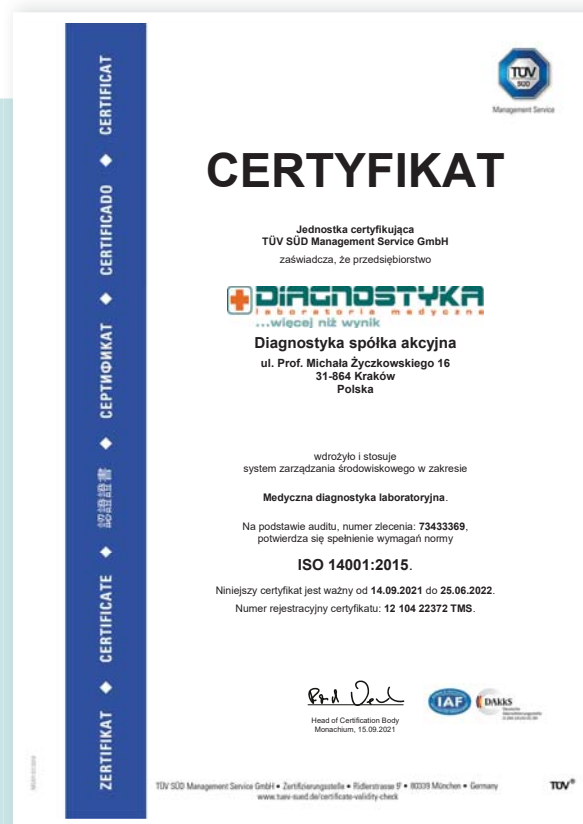 ZERTIFIKAT ◆ CERTIFICATE ◆ 認證證書 ◆ СЕРТИФИКАТ ◆ CERTIFICADO ◆ CERTIFICAT
TÜV
SÜD
Management Service
CERTYFIKAT
Jednostka certyfikująca
TÜV SÜD Management Service GmbH
zaświadcza, że przedsiębiorstwo
DIAGNOSTYKA
laboratoria medyczne
...więcej niż wynik
Diagnostyka spółka akcyjna
ul. Prof. Michała Życzkowskiego 16
31-864 Kraków
Polska
wdrożyło i stosuje
system zarządzania środowiskowego w zakresie
Medyczna diagnostyka laboratoryjna.
Na podstawie auditu, numer zlecenia: 73433369,
potwierdza się spełnienie wymagań normy
ISO 14001:2015.
Niniejszy certyfikat jest ważny od 14.09.2021 do 25.06.2022.
Numer rejestracyjny certyfikatu: 12 104 22372 TMS.
IAF
DAkkS
Head of Certification Body
Monachium, 15.09.2021
TÜV SÜD Management Service GmbH • Zertifizierungsstelle • Ridlerstrasse • 80339 München • Germany
www.tuev-sued.de/certificate-validity-check
TÜV®